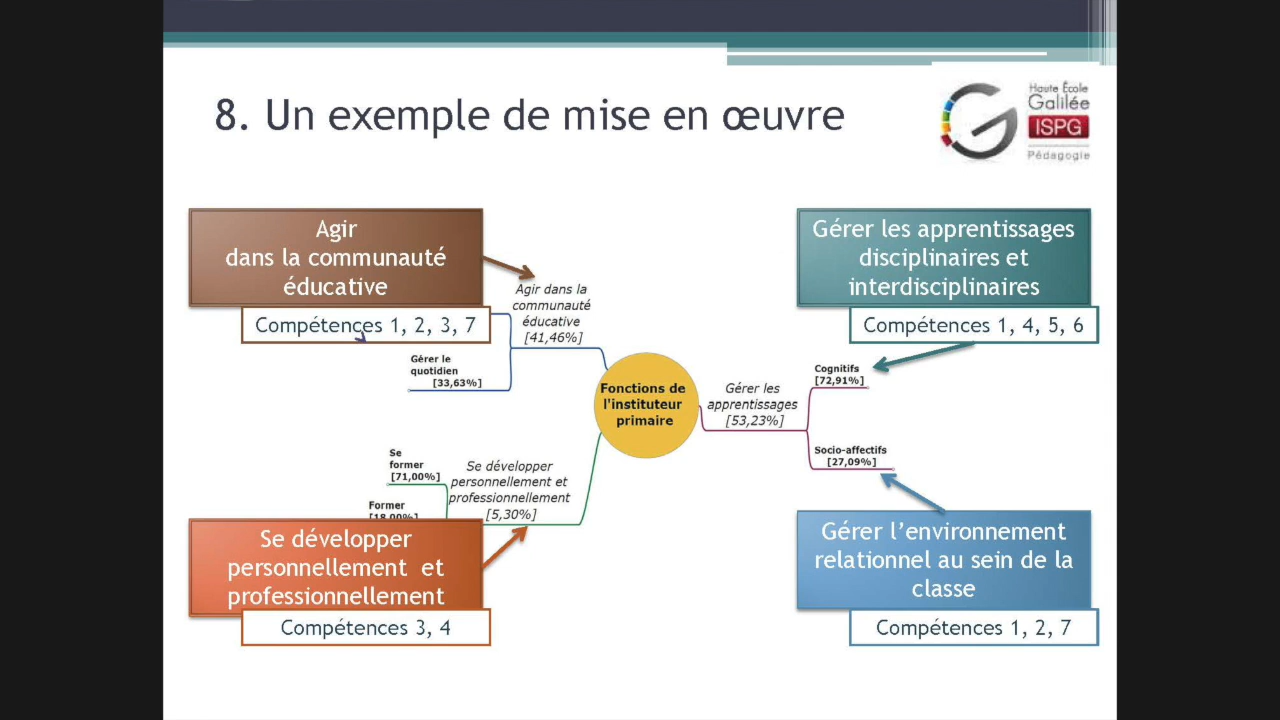 8. Un exemple de mise en œuvre
Haute École
Galilée
ISPG
Pédagogie
Agir
dans la communauté
éducative
Compétences 1, 2, 3, 7
Gérer les apprentissages
disciplinaires et
interdisciplinaires
Compétences 1, 4, 5, 6
Agir dans la
communauté
éducative
[41,46%]
Gérer le
quotidien
[33,63%]
Fonctions de
l'instituteur
primaire
Gérer les
apprentissages
[53,23%]
Cognitifs
[72,91%]
Socio-affectifs
[27,09%]
Se
former
[71,00%]
Former
[18,00%]
Se développer
personnellement et
professionnellement
[5,30%]
Se développer
personnellement et
professionnellement
Compétences 3, 4
Gérer l’environnement
relationnel au sein de la
classe
Compétences 1, 2, 7